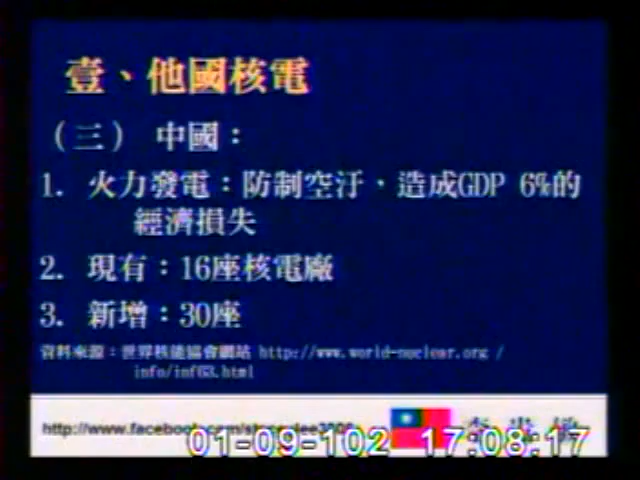 壹、他國核電
（三） 中國：
1. 火力發電：防制空汙，造成GDP 6%的
經濟損失
2. 現有：16座核電廠
3. 新增：30座
資料來源：世界核能協會網站 http://www.world-nuclear.org /
info/inf63.html
01-09-102 17:08:17